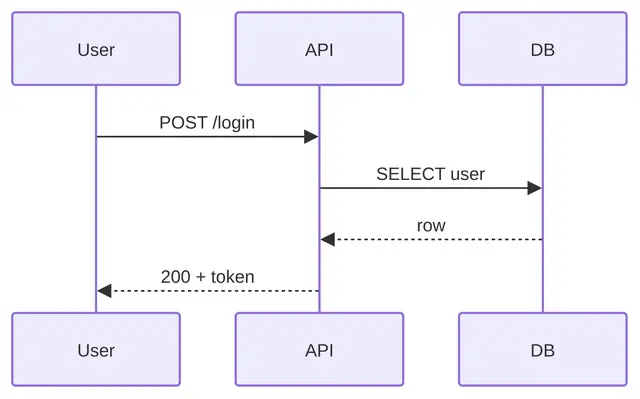 User
API
DB
POST /login
SELECT user
row
200 + token
User
API
DB